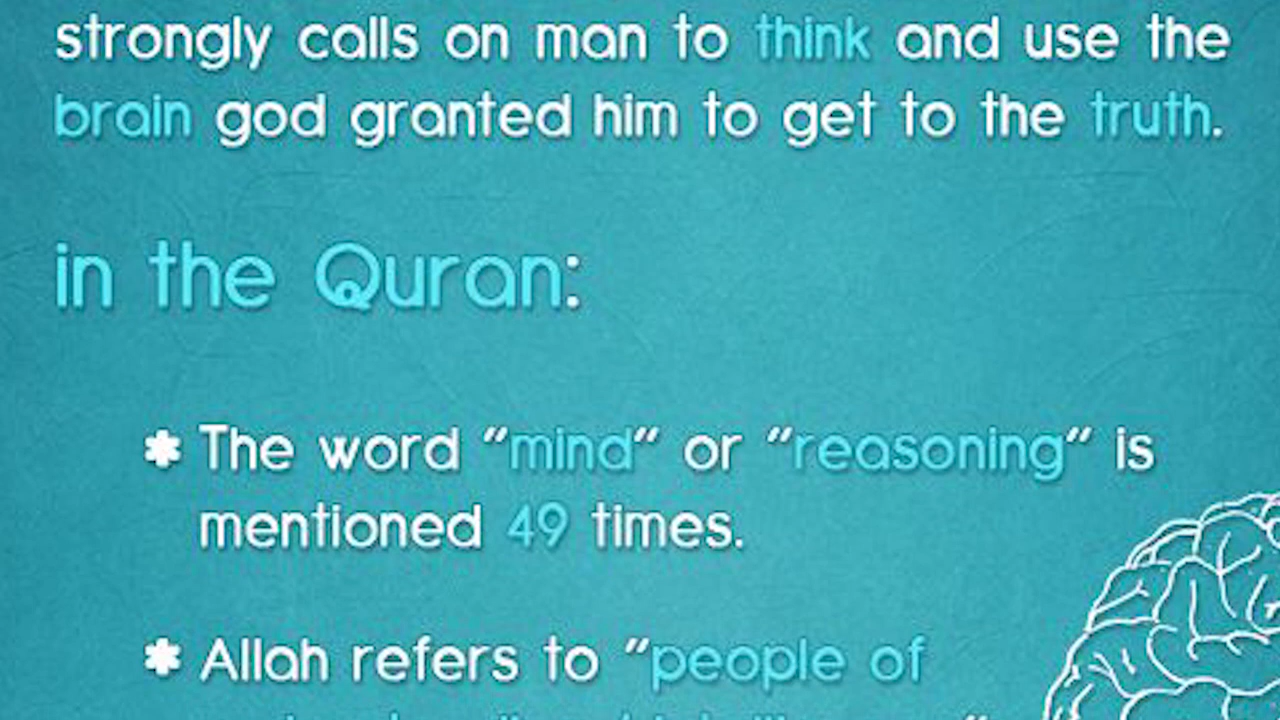 strongly calls on man to think and use the
brain god granted him to get to the truth.
in the Quran:
* The word "mind" or "reasoning" is
mentioned 49 times.
* Allah refers to "people of